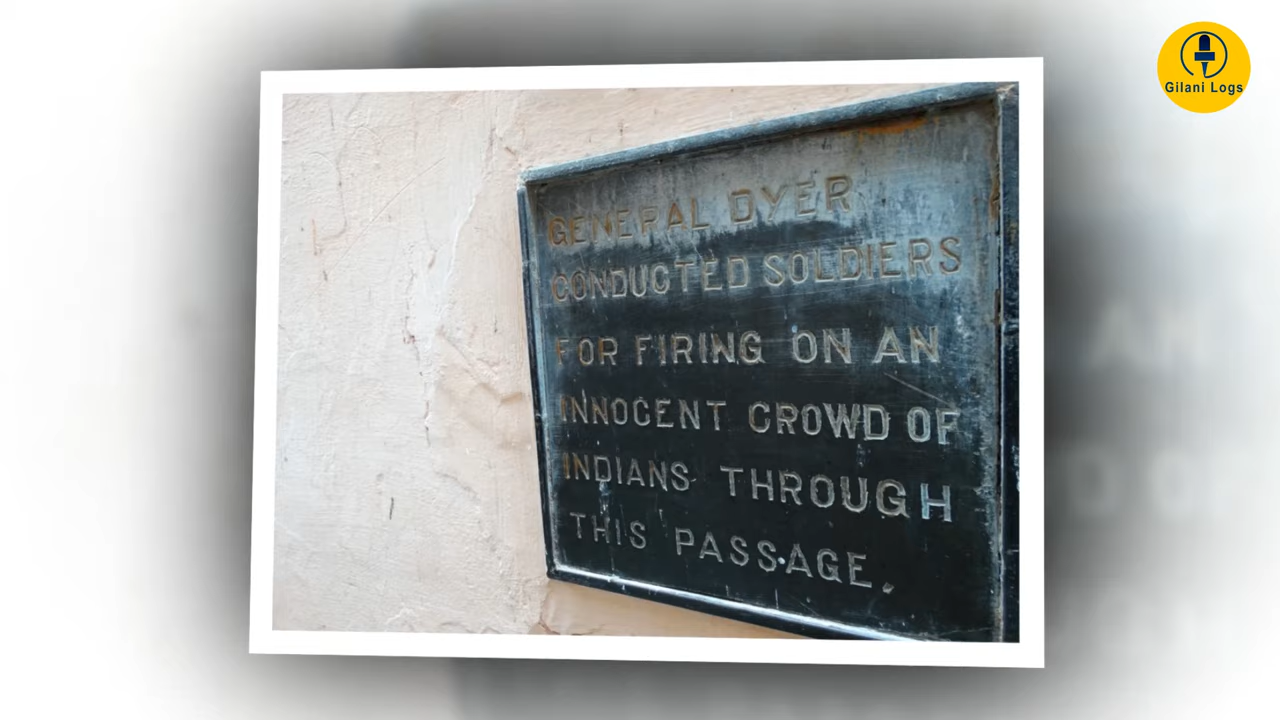 GENERAL DYER
CONDUCTED SOLDIERS
FOR FIRING ON AN
INNOCENT CROWD OF
INDIANS THROUGH
THIS PASSAGE.
Gilani Logs